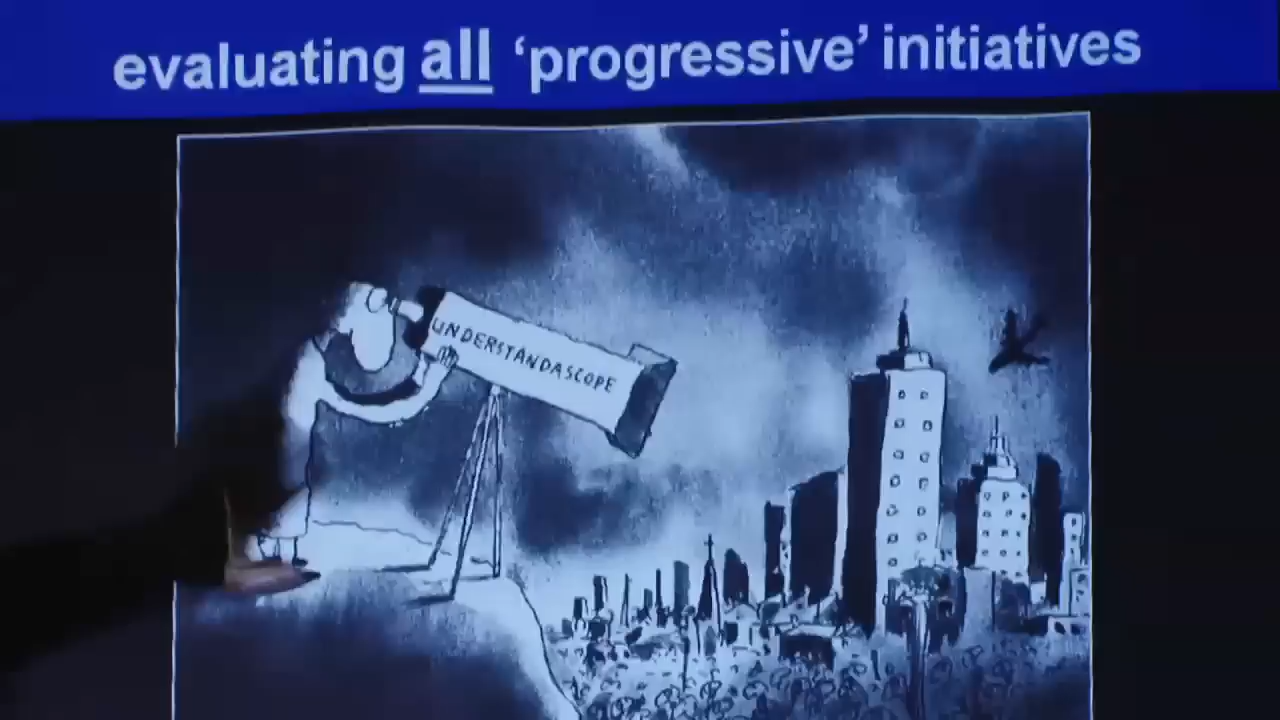 evaluating all ‘progressive’ initiatives
UNDERSTANDASCOPE